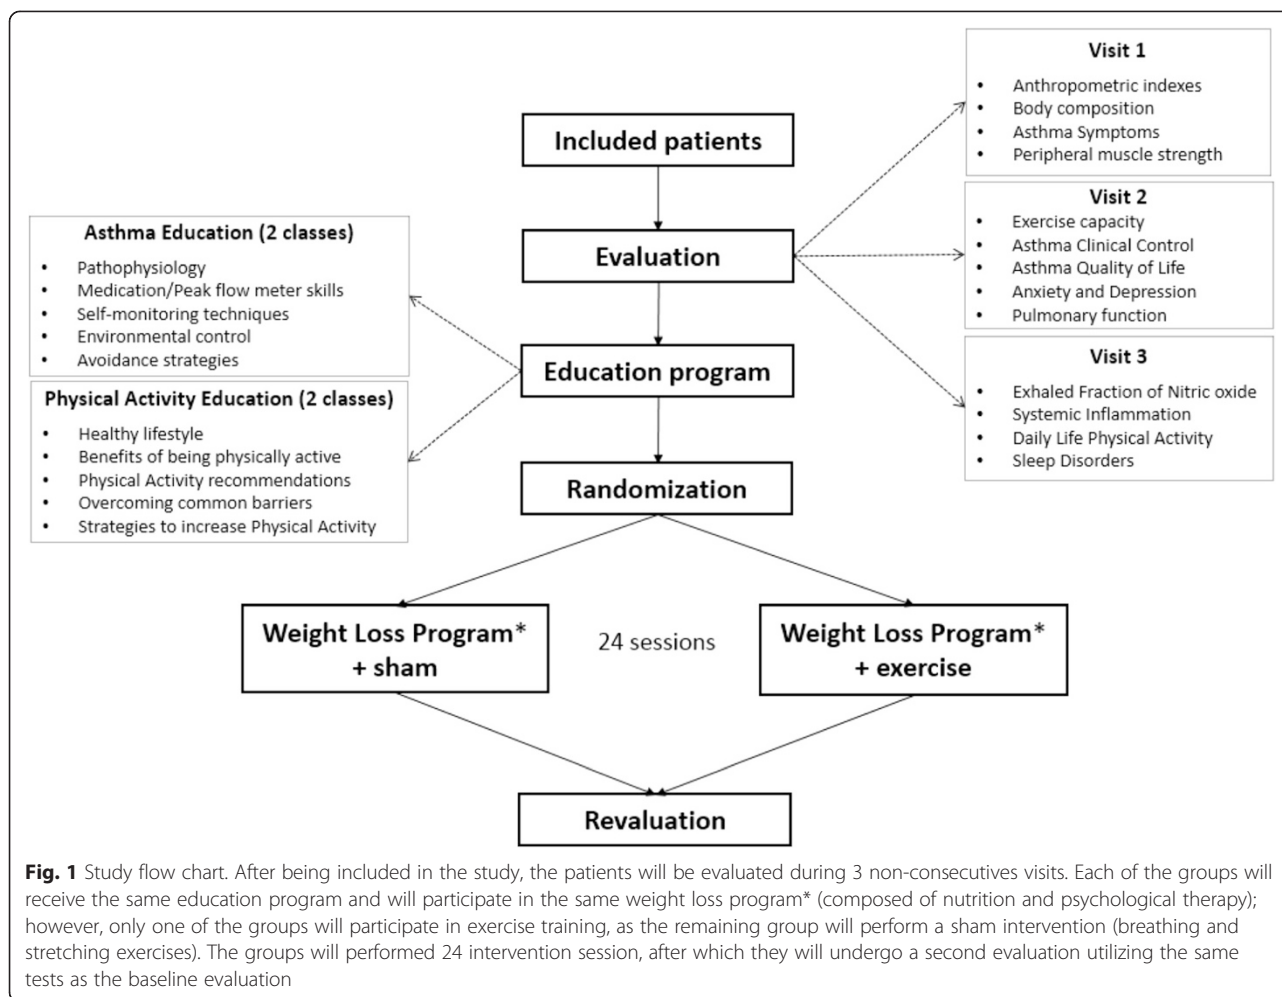 Included patients
Evaluation
Visit 1
• Anthropometric indexes
• Body composition
• Asthma Symptoms
• Peripheral muscle strength
Visit 2
• Exercise capacity
• Asthma Clinical Control
• Asthma Quality of Life
• Anxiety and Depression
• Pulmonary function
Visit 3
• Exhaled Fraction of Nitric oxide
• Systemic Inflammation
• Daily Life Physical Activity
• Sleep Disorders
Education program
Asthma Education (2 classes)
• Pathophysiology
• Medication/Peak flow meter skills
• Self-monitoring techniques
• Environmental control
• Avoidance strategies
Physical Activity Education (2 classes)
• Healthy lifestyle
• Benefits of being physically active
• Physical Activity recommendations
• Overcoming common barriers
• Strategies to increase Physical Activity
Randomization
Weight Loss Program*
+ sham
24 sessions
Weight Loss Program*
+ exercise
Revaluation
Fig. 1 Study flow chart. After being included in the study, the patients will be evaluated during 3 non-consecutives visits. Each of the groups will
receive the same education program and will participate in the same weight loss program* (composed of nutrition and psychological therapy);
however, only one of the groups will participate in exercise training, as the remaining group will perform a sham intervention (breathing and
stretching exercises). The groups will performed 24 intervention session, after which they will undergo a second evaluation utilizing the same
tests as the baseline evaluation